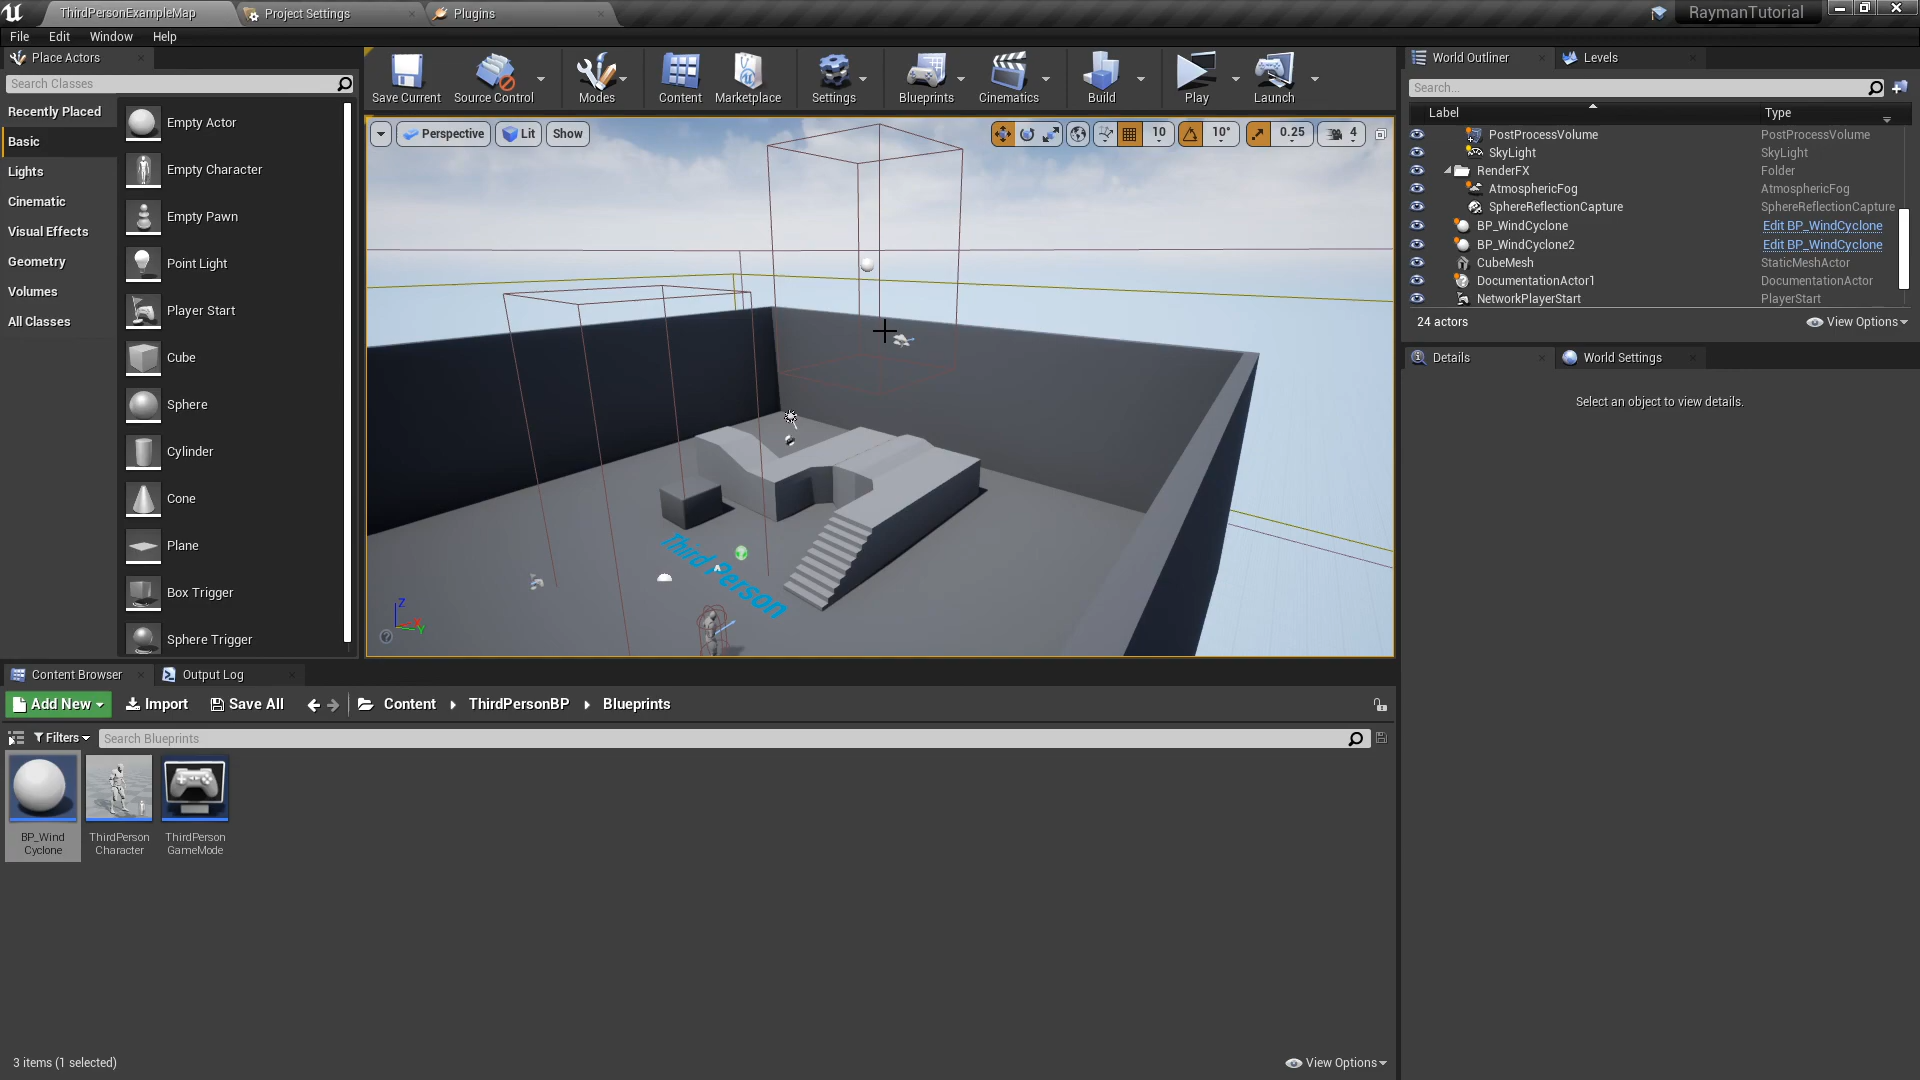 ThirdPersonExampleMap
Project Settings
Plugins
RaymanTutorial
File Edit Window Help
Place Actors
Search Classes
Recently Placed
Basic
Lights
Cinematic
Visual Effects
Geometry
Volumes
All Classes
Empty Actor
Empty Character
Empty Pawn
Point Light
Player Start
Cube
Sphere
Cylinder
Cone
Plane
Box Trigger
Sphere Trigger
Save Current
Source Control
Modes
Content
Marketplace
Settings
Blueprints
Cinematics
Build
Play
Launch
Perspective
Lit
Show
10
10°
0.25
4
Third Person
Z
X
Y
World Outliner
Levels
Search...
Label Type
PostProcessVolume PostProcessVolume
SkyLight SkyLight
RenderFX Folder
AtmosphericFog AtmosphericFog
SphereReflectionCapture SphereReflectionCapture
BP_WindCyclone Edit BP_WindCyclone
BP_WindCyclone2 Edit BP_WindCyclone
CubeMesh StaticMeshActor
DocumentationActor1 DocumentationActor
NetworkPlayerStart PlayerStart
24 actors
View Options
Details
World Settings
Select an object to view details.
Content Browser
Output Log
Add New
Import
Save All
Content
ThirdPersonBP
Blueprints
Filters
Search Blueprints
BP_Wind
Cyclone
ThirdPerson
Character
ThirdPerson
GameMode
3 items (1 selected)
View Options